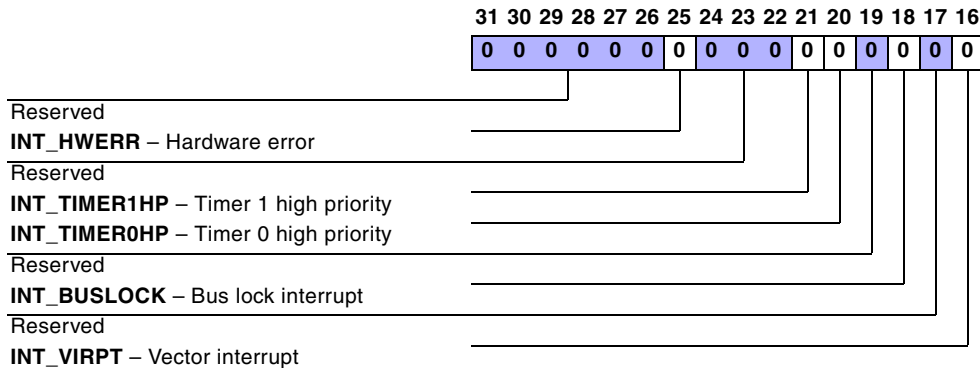 31 30 29 28 27 26 25 24 23 22 21 20 19 18 17 16
0 0 0 0 0 0 0 0 0 0 0 0 0 0 0 0
Reserved
INT_HWERR – Hardware error
Reserved
INT_TIMER1HP – Timer 1 high priority
INT_TIMER0HP – Timer 0 high priority
Reserved
INT_BUSLOCK – Bus lock interrupt
Reserved
INT_VIRPT – Vector interrupt